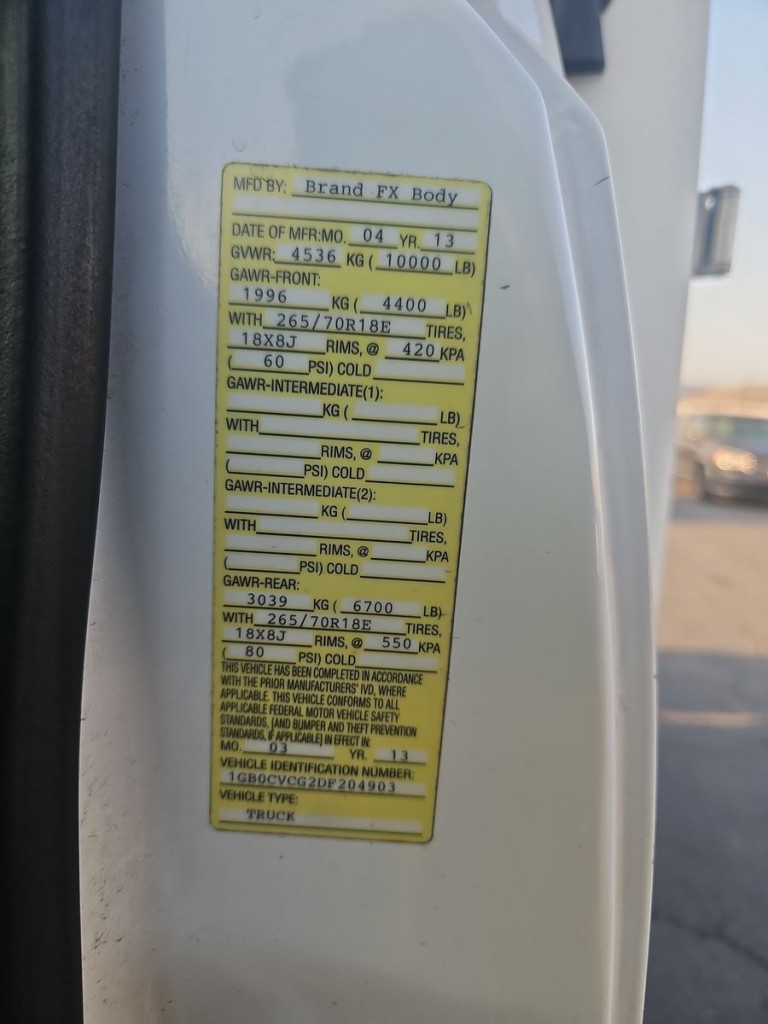 MFD BY: Brand FX Body
DATE OF MFR:MO. 04 YR. 13
GVWR: 4536 KG ( 10000 LB)
GAWR-FRONT:
1996 KG ( 4400 LB)
WITH 265/70R18E TIRES,
18X8J RIMS, @ 420 KPA
( 60 PSI) COLD
GAWR-INTERMEDIATE(1):
KG ( LB)
WITH TIRES,
RIMS, @ KPA
( PSI) COLD
GAWR-INTERMEDIATE(2):
KG ( LB)
WITH TIRES,
RIMS, @ KPA
( PSI) COLD
GAWR-REAR:
3039 KG ( 6700 LB)
WITH 265/70R18E TIRES,
18X8J RIMS, @ 550 KPA
( 80 PSI) COLD
THIS VEHICLE HAS BEEN COMPLETED IN ACCORDANCE
WITH THE PRIOR MANUFACTURERS' IVD, WHERE
APPLICABLE. THIS VEHICLE CONFORMS TO ALL
APPLICABLE FEDERAL MOTOR VEHICLE SAFETY
STANDARDS, [AND BUMPER AND THEFT PREVENTION
STANDARDS, IF APPLICABLE] IN EFFECT IN:
MO. 03 YR. 13
VEHICLE IDENTIFICATION NUMBER:
1GB0CVCG2DF204903
VEHICLE TYPE:
TRUCK